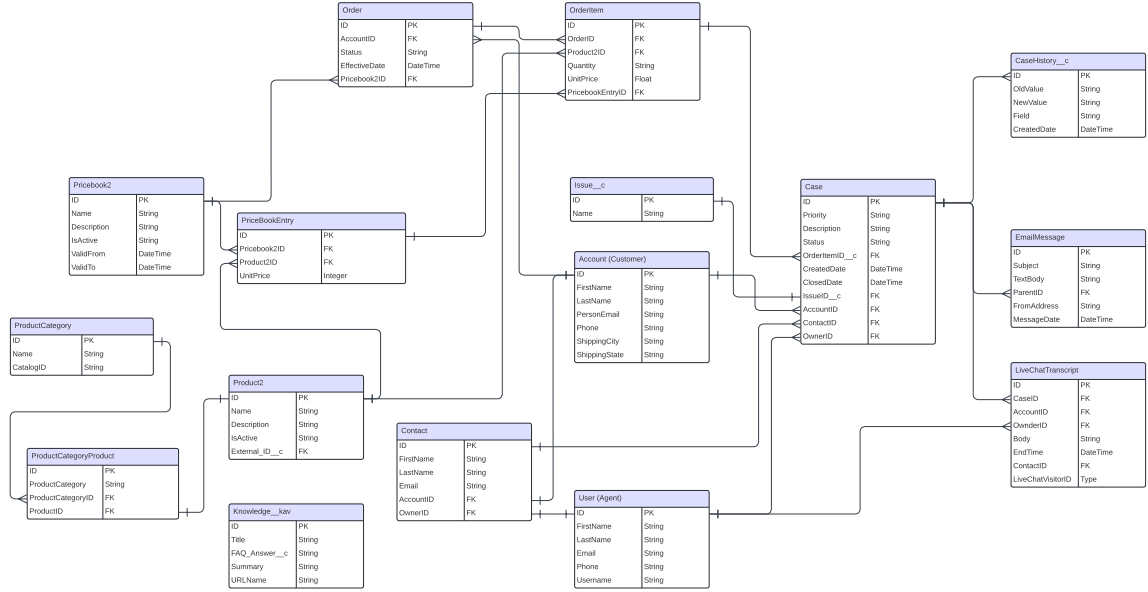 Order
ID PK
AccountID FK
Status String
EffectiveDate DateTime
Pricebook2ID FK
OrderItem
ID PK
OrderID FK
Product2ID FK
Quantity String
UnitPrice Float
PricebookEntryID FK
CaseHistory__c
ID PK
OldValue String
NewValue String
Field String
CreatedDate DateTime
Pricebook2
ID PK
Name String
Description String
IsActive String
ValidFrom DateTime
ValidTo DateTime
PriceBookEntry
ID PK
Pricebook2ID FK
Product2ID FK
UnitPrice Integer
Issue__c
ID PK
Name String
Case
ID PK
Priority String
Description String
Status String
OrderItemID__c FK
CreatedDate DateTime
ClosedDate DateTime
IssueID__c FK
AccountID FK
ContactID FK
OwnerID FK
Account (Customer)
ID PK
FirstName String
LastName String
PersonEmail String
Phone String
ShippingCity String
ShippingState String
EmailMessage
ID PK
Subject String
TextBody String
ParentID FK
FromAddress String
MessageDate DateTime
ProductCategory
ID PK
Name String
CatalogID String
Product2
ID PK
Name String
Description String
IsActive String
External_ID__c FK
LiveChatTranscript
ID PK
CaseID FK
AccountID FK
OwnderID FK
Body String
EndTime DateTime
ContactID FK
LiveChatVisitorID Type
Contact
ID PK
FirstName String
LastName String
Email String
AccountID FK
OwnerID FK
ProductCategoryProduct
ID PK
ProductCategory String
ProductCategoryID FK
ProductID FK
Knowledge__kav
ID PK
Title String
FAQ_Answer__c String
Summary String
URLName String
User (Agent)
ID PK
FirstName String
LastName String
Email String
Phone String
Username String